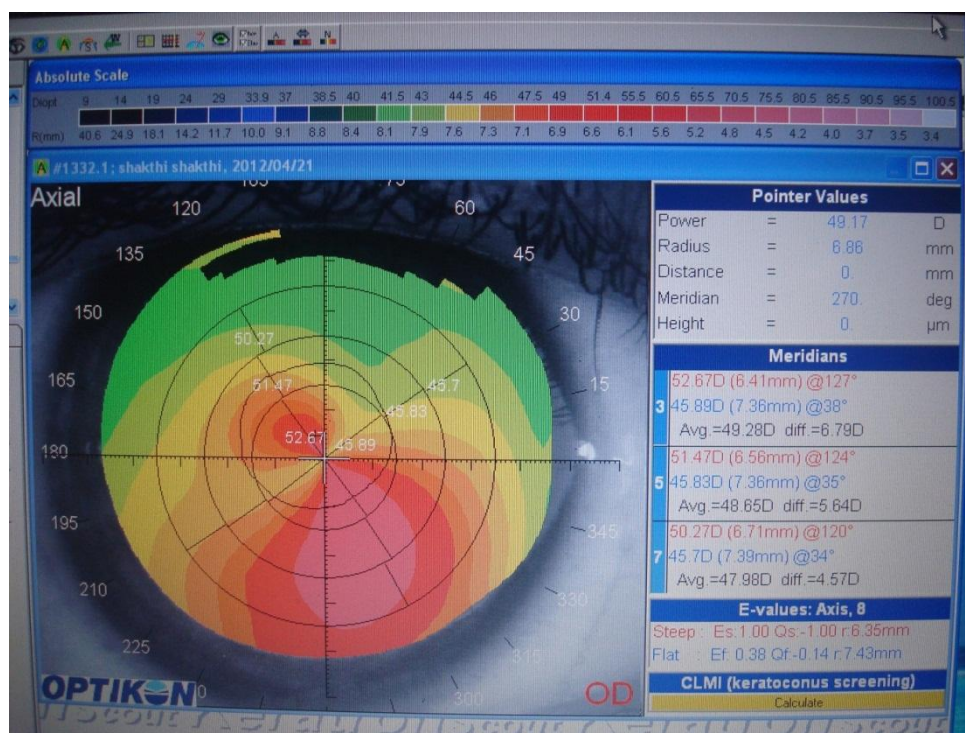 Absolute Scale
Diopt 9 14 19 24 29 33.9 37 38.5 40 41.5 43 44.5 46 47.5 49 51.4 55.5 60.5 65.5 70.5 75.5 80.5 85.5 90.5 95.5 100.5
R(mm) 40.6 24.9 18.1 14.2 11.7 10.0 9.1 8.8 8.4 8.1 7.9 7.6 7.3 7.1 6.9 6.6 6.1 5.6 5.2 4.8 4.5 4.2 4.0 3.7 3.5 3.4
#1332.1; shakthi shakthi, 2012/04/21
Axial
105
75
120
60
135
45
150
30
165
15
180
195
345
210
330
225
315
300
50.27
51.47
52.67
45.7
45.83
45.89
OPTIKON
OD
Pointer Values
Power = 49.17 D
Radius = 6.86 mm
Distance = 0. mm
Meridian = 270. deg
Height = 0. µm
Meridians
3
52.67D (6.41mm) @127°
45.89D (7.36mm) @38°
Avg.=49.28D diff.=6.79D
5
51.47D (6.56mm) @124°
45.83D (7.36mm) @35°
Avg.=48.65D diff.=5.64D
7
50.27D (6.71mm) @120°
45.7D (7.39mm) @34°
Avg.=47.98D diff.=4.57D
E-values: Axis, 8
Steep : Es:1.00 Qs:-1.00 r:6.35mm
Flat : Ef: 0.38 Qf:-0.14 r:7.43mm
CLMI (keratoconus screening)
Calculate